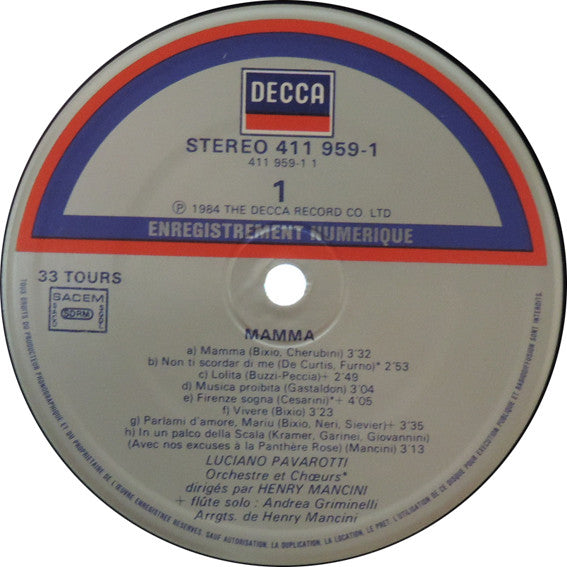 DECCA
STEREO 411 959-1
411 959-1 1
1
℗ 1984 THE DECCA RECORD CO. LTD
ENREGISTREMENT NUMERIQUE
33 TOURS
SACEM
SDRM
MAMMA
a) Mamma (Bixio, Cherubini) 3'32
b) Non ti scordar di me (De Curtis, Furno)* 2'53
c) Lolita (Buzzi-Peccia)+ 2'49
d) Musica proibita (Gastaldon) 3'04
e) Firenze sogna (Cesarini)*+ 4'05
f) Vivere (Bixio) 3'23
g) Parlami d'amore, Mariu (Bixio, Neri, Sievier)+ 3'35
h) In un palco della Scala (Kramer, Garinei, Giovannini)
(Avec nos excuses à la Panthère Rose) (Mancini) 3'13
LUCIANO PAVAROTTI
Orchestre et Chœurs*
dirigés par HENRY MANCINI
+ flûte solo : Andrea Griminelli
Arrgts. de Henry Mancini
TOUS DROITS DU PRODUCTEUR PHONOGRAPHIQUE ET DU PROPRIETAIRE DE L'ŒUVRE ENREGISTREE RESERVES. SAUF AUTORISATION, LA DUPLICATION, LA LOCATION, LE PRET, L'UTILISATION DE CE DISQUE POUR EXECUTION PUBLIQUE ET RADIODIFFUSION SONT INTERDITS.